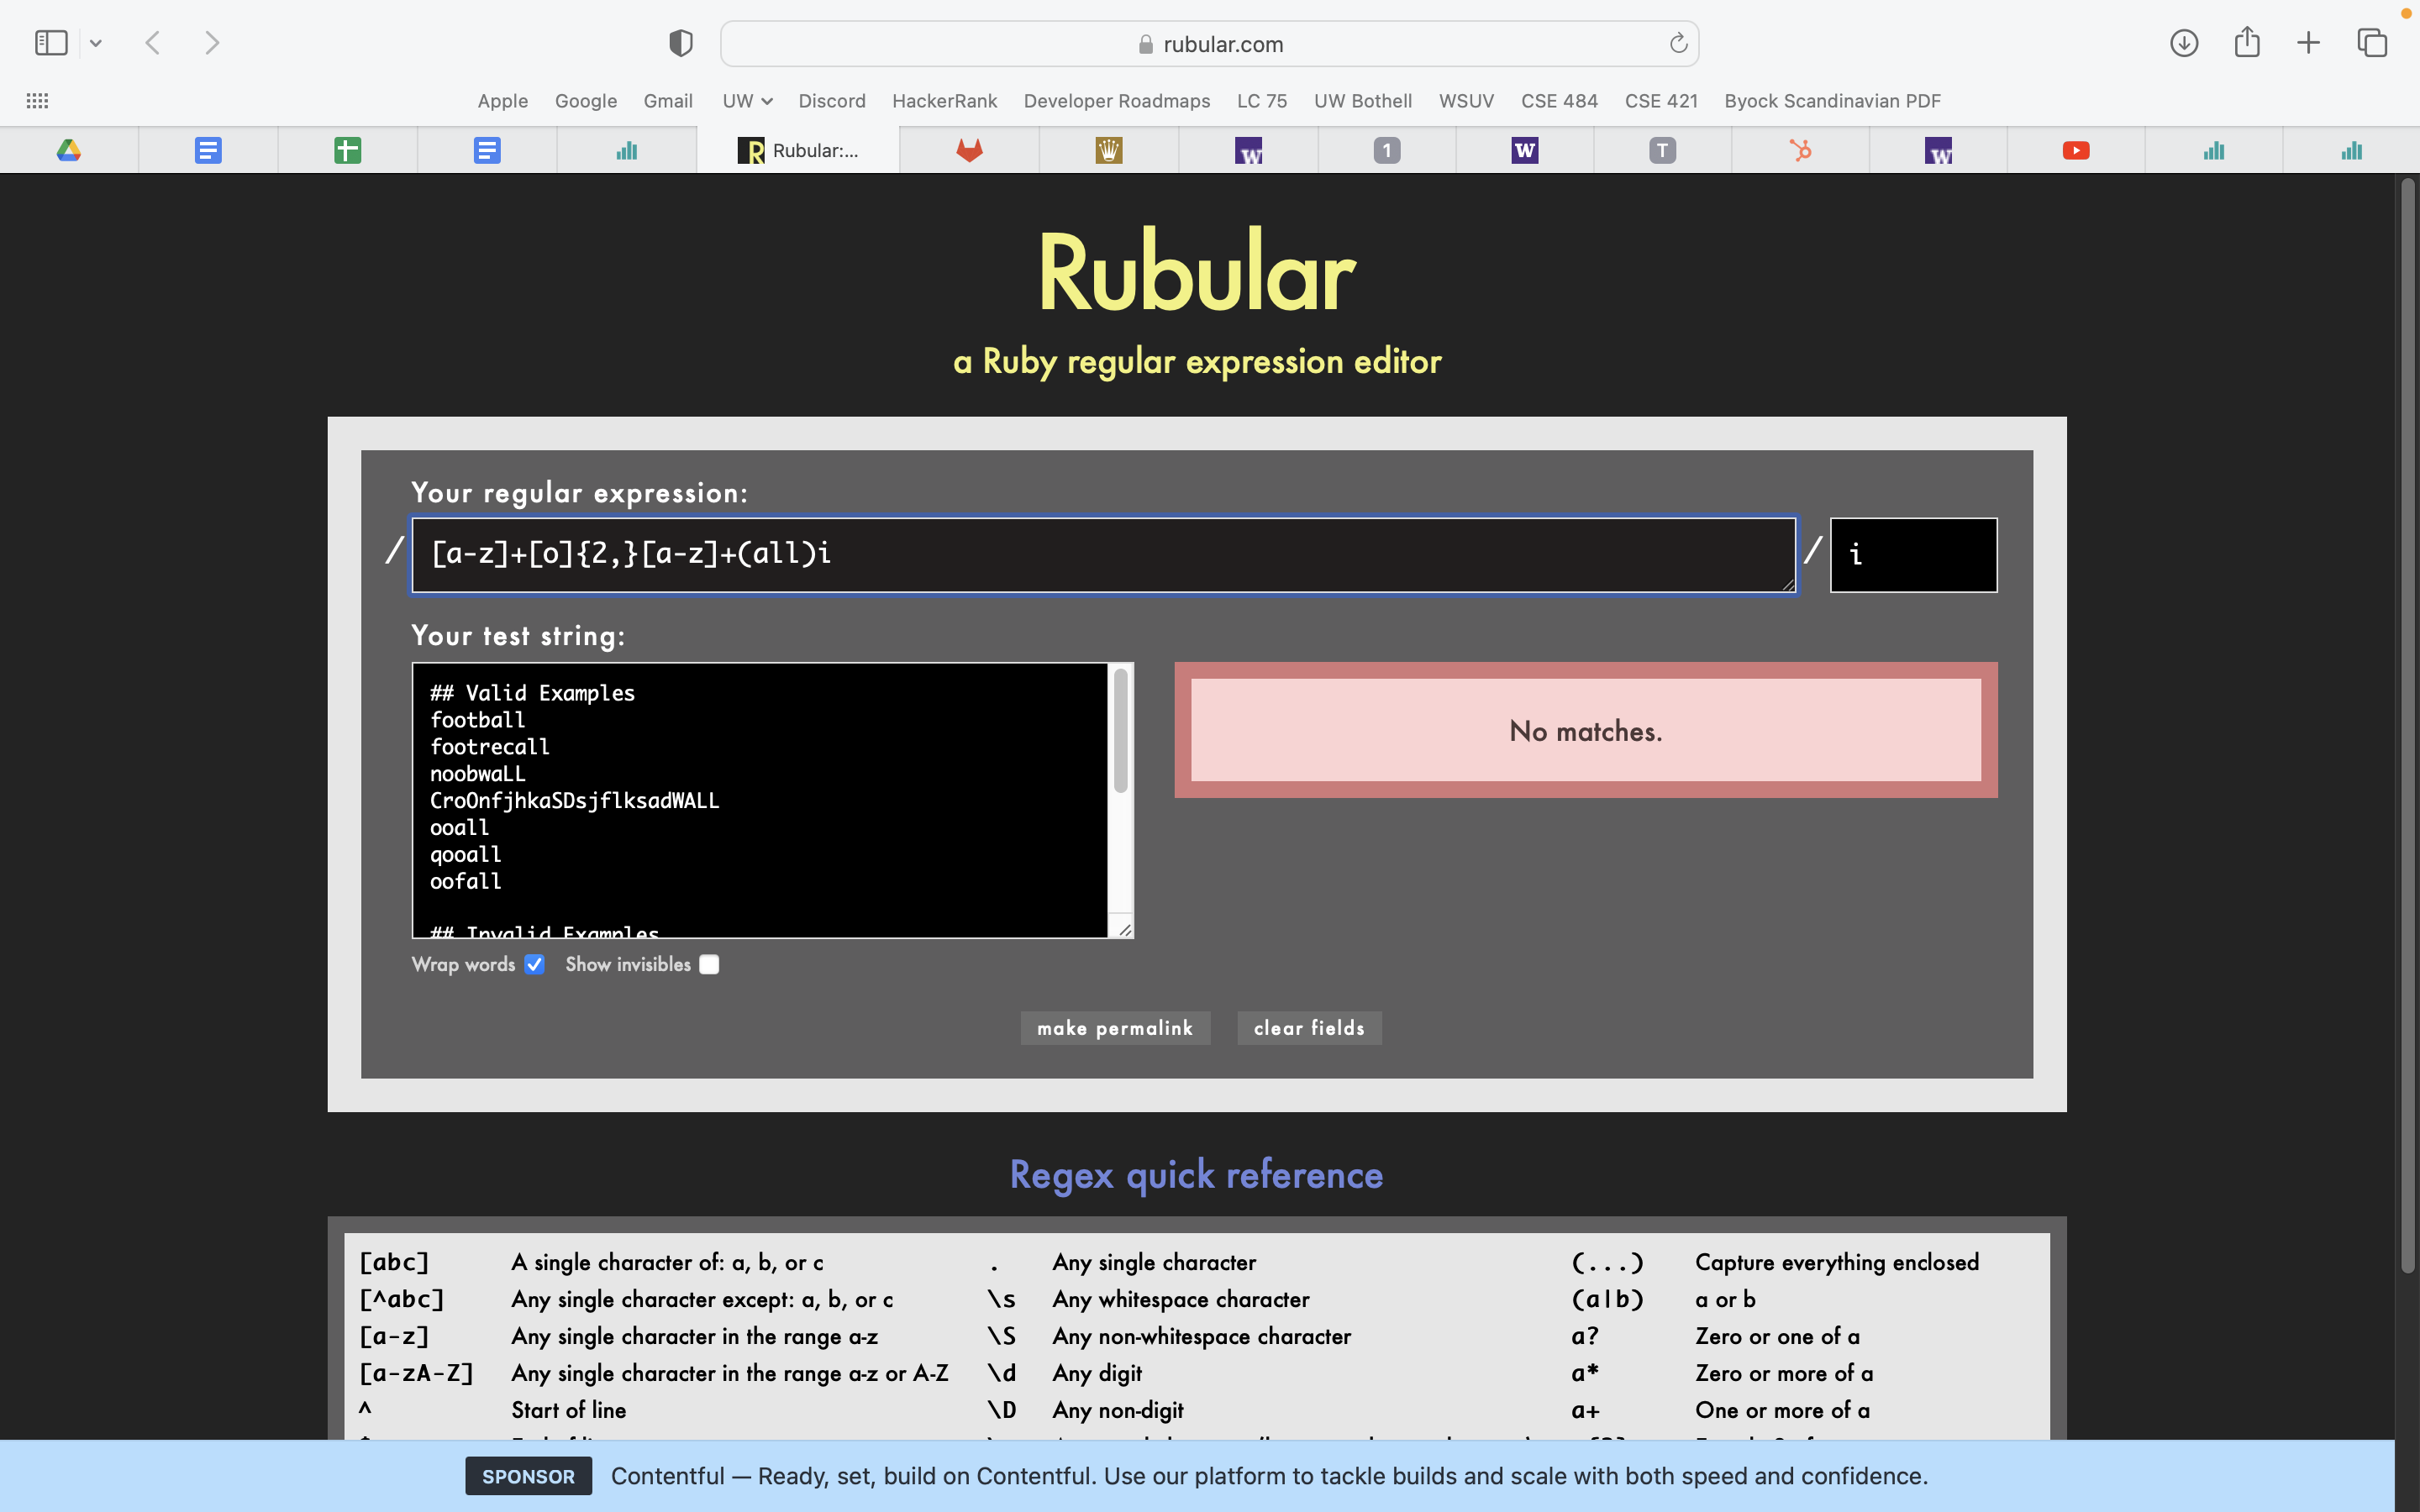 rubular.com
Apple Google Gmail UW Discord HackerRank Developer Roadmaps LC 75 UW Bothell WSUV CSE 484 CSE 421 Byock Scandinavian PDF
R Rubular:... W 1 W T W
Rubular
a Ruby regular expression editor
Your regular expression:
/ [a-z]+[o]{2,}[a-z]+(all)i / i
Your test string:
## Valid Examples
football
footrecall
noobwaLL
CroOnfjhkaSDsjflksadWALL
ooall
qooall
oofall
## Invalid Examples
No matches.
Wrap words Show invisibles
make permalink clear fields
Regex quick reference
[abc] A single character of: a, b, or c . Any single character (...) Capture everything enclosed
[^abc] Any single character except: a, b, or c \s Any whitespace character (a|b) a or b
[a-z] Any single character in the range a-z \S Any non-whitespace character a? Zero or one of a
[a-zA-Z] Any single character in the range a-z or A-Z \d Any digit a* Zero or more of a
^ Start of line \D Any non-digit a+ One or more of a
SPONSOR Contentful — Ready, set, build on Contentful. Use our platform to tackle builds and scale with both speed and confidence.